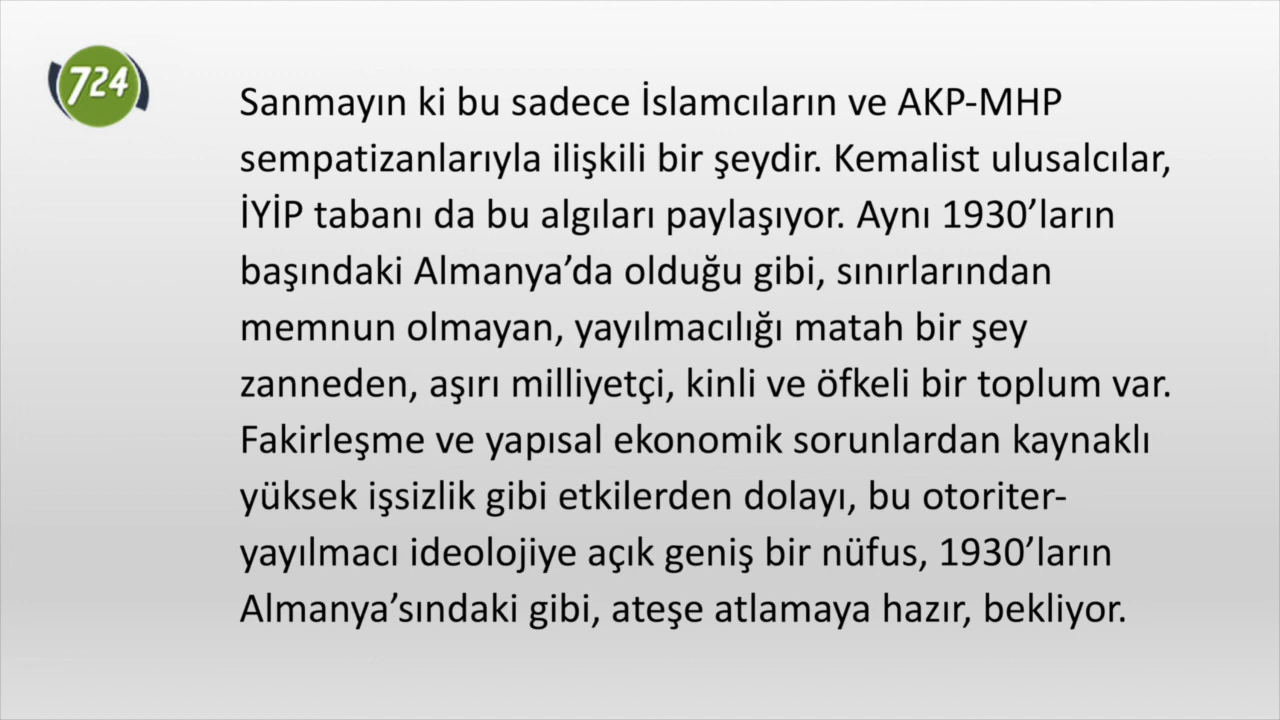 724
Sanmayın ki bu sadece İslamcıların ve AKP-MHP
sempatizanlarıyla ilişkili bir şeydir. Kemalist ulusalcılar,
İYİP tabanı da bu algıları paylaşıyor. Aynı 1930’ların
başındaki Almanya’da olduğu gibi, sınırlarından
memnun olmayan, yayılmacılığı matah bir şey
zanneden, aşırı milliyetçi, kinli ve öfkeli bir toplum var.
Fakirleşme ve yapısal ekonomik sorunlardan kaynaklı
yüksek işsizlik gibi etkilerden dolayı, bu otoriter-
yayılmacı ideolojiye açık geniş bir nüfus, 1930’ların
Almanya’sındaki gibi, ateşe atlamaya hazır, bekliyor.